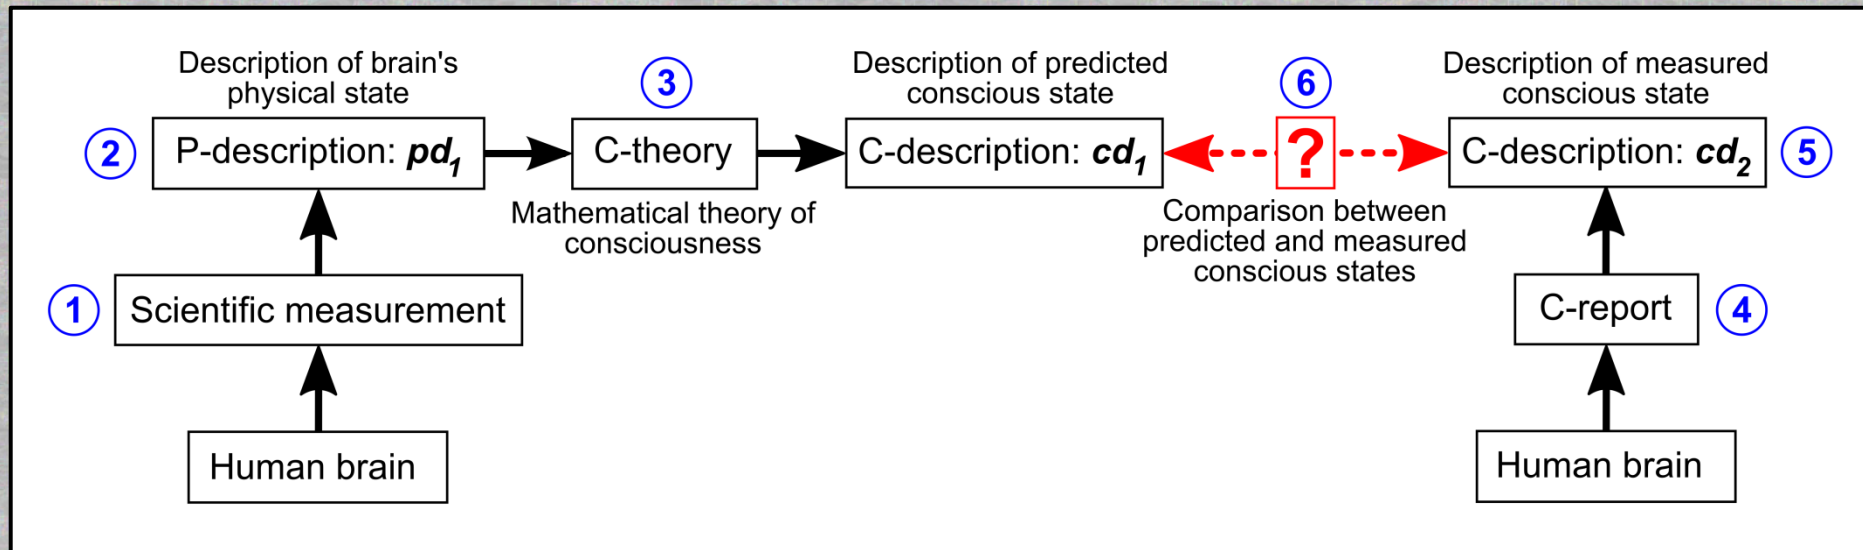 Description of brain's
physical state
3
Description of predicted
conscious state
6
Description of measured
conscious state
2
P-description: pd1
C-theory
C-description: cd1
?
C-description: cd2
5
Mathematical theory of
consciousness
Comparison between
predicted and measured
conscious states
1
Scientific measurement
C-report
4
Human brain
Human brain